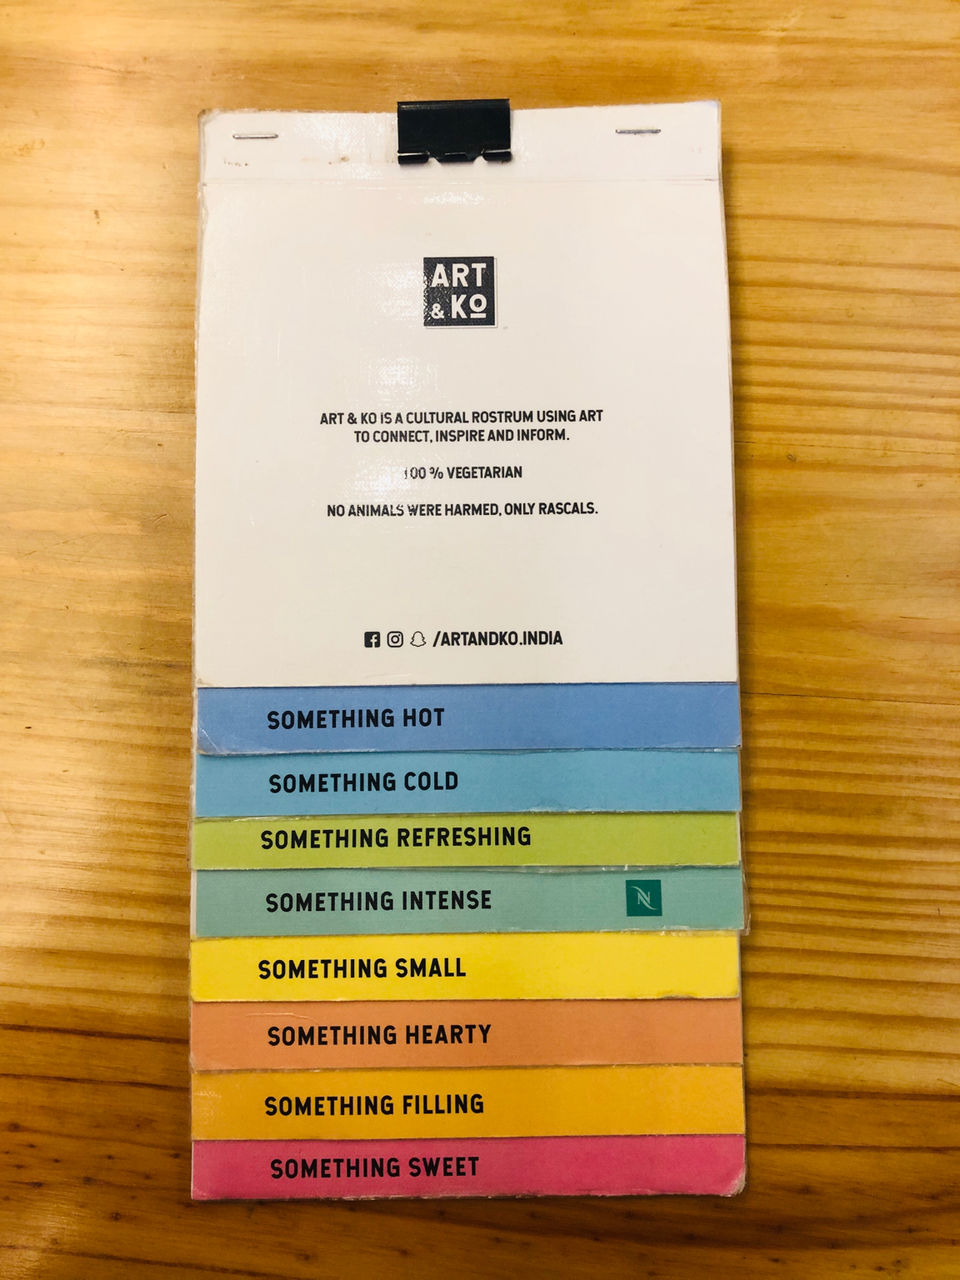 ART
& KO
ART & KO IS A CULTURAL ROSTRUM USING ART
TO CONNECT, INSPIRE AND INFORM.
100 % VEGETARIAN
NO ANIMALS WERE HARMED, ONLY RASCALS.
/ARTANDKO.INDIA
SOMETHING HOT
SOMETHING COLD
SOMETHING REFRESHING
SOMETHING INTENSE
N
SOMETHING SMALL
SOMETHING HEARTY
SOMETHING FILLING
SOMETHING SWEET